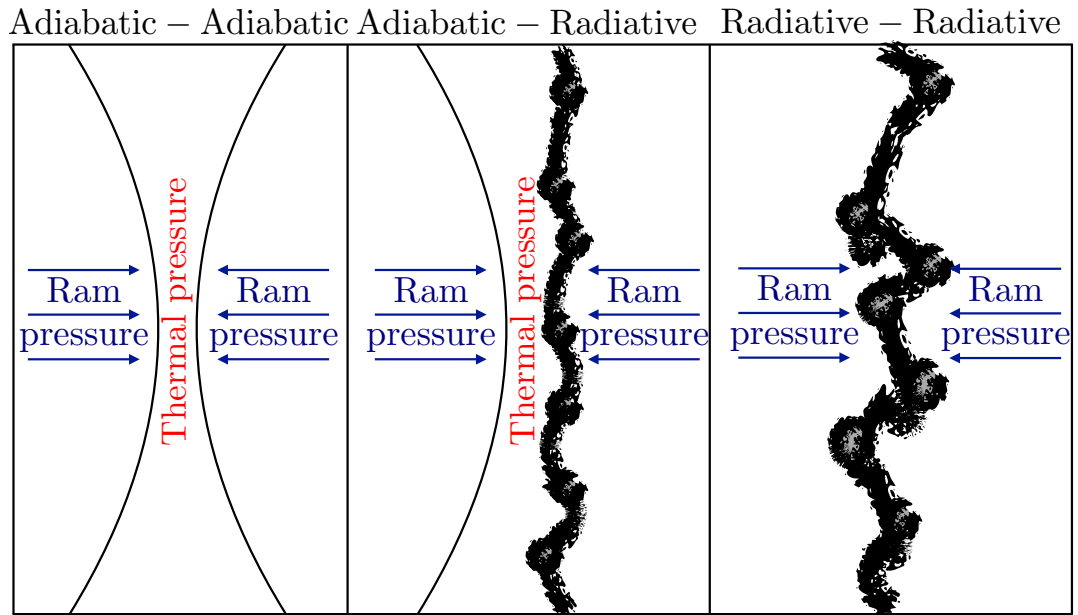 Adiabatic – Adiabatic
Adiabatic – Radiative
Radiative – Radiative
Ram
pressure
Thermal pressure
Ram
pressure
Ram
pressure
Thermal pressure
Ram
pressure
Ram
pressure
Ram
pressure